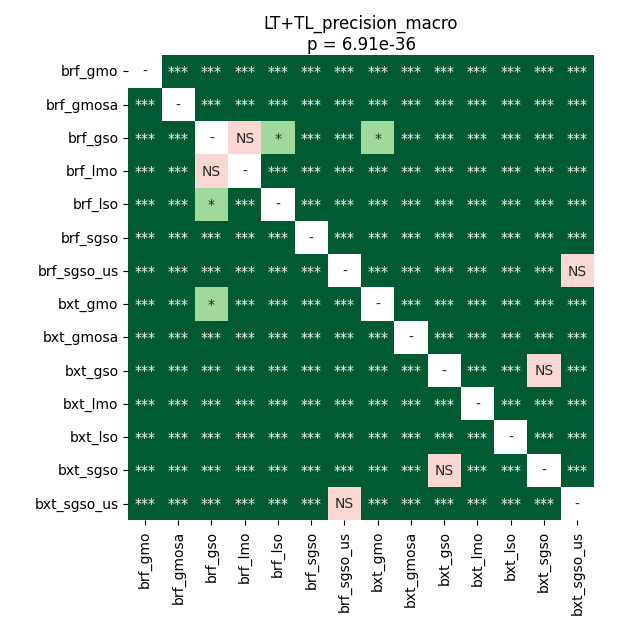 LT+TL_precision_macro
p = 6.91e-36
brf_gmo - *** *** *** *** *** *** *** *** *** *** *** *** ***
brf_gmosa *** - *** *** *** *** *** *** *** *** *** *** *** ***
brf_gso *** *** - NS * *** *** * *** *** *** *** *** ***
brf_lmo *** *** NS - *** *** *** *** *** *** *** *** *** ***
brf_lso *** *** * *** - *** *** *** *** *** *** *** *** ***
brf_sgso *** *** *** *** *** - *** *** *** *** *** *** *** ***
brf_sgso_us *** *** *** *** *** *** - *** *** *** *** *** *** NS
bxt_gmo *** *** * *** *** *** *** - *** *** *** *** *** ***
bxt_gmosa *** *** *** *** *** *** *** *** - *** *** *** *** ***
bxt_gso *** *** *** *** *** *** *** *** *** - *** *** NS ***
bxt_lmo *** *** *** *** *** *** *** *** *** *** - *** *** ***
bxt_lso *** *** *** *** *** *** *** *** *** *** *** - *** ***
bxt_sgso *** *** *** *** *** *** *** *** *** NS *** *** - ***
bxt_sgso_us *** *** *** *** *** *** NS *** *** *** *** *** *** -
brf_gmo brf_gmosa brf_gso brf_lmo brf_lso brf_sgso brf_sgso_us bxt_gmo bxt_gmosa bxt_gso bxt_lmo bxt_lso bxt_sgso bxt_sgso_us